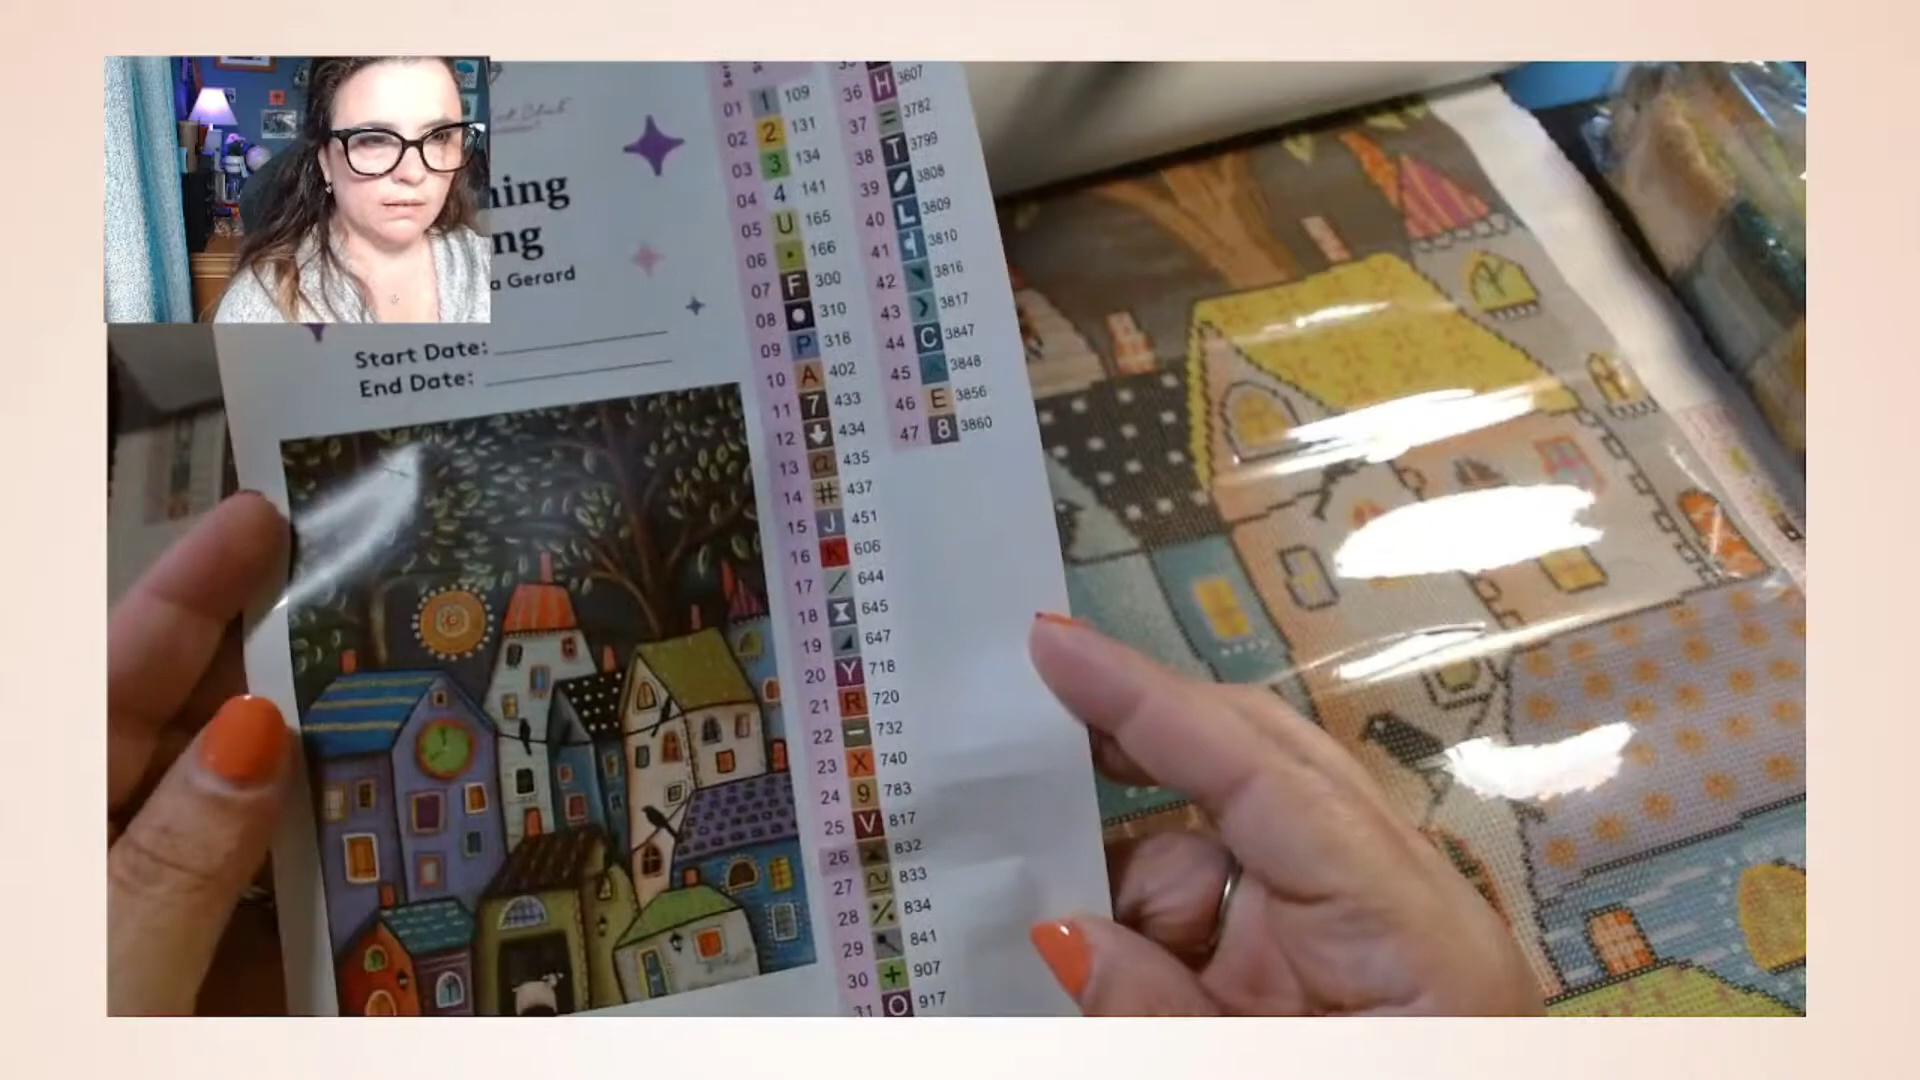 ning
ng
a Gerard
Start Date:
End Date:
01 1 109
02 2 131
03 3 134
04 4 141
05 U 165
06 • 166
07 F 300
08 ● 310
09 P 316
10 A 402
11 7 433
12 434
13 a 435
14 # 437
15 J 451
16 K 606
17 / 644
18 645
19 647
20 Y 718
21 R 720
22 – 732
23 X 740
24 9 783
25 V 817
26 832
27 833
28 834
29 841
30 + 907
31 O 917
36 H 3607
37 = 3782
38 T 3799
39 3808
40 L 3809
41 3810
42 3816
43 3817
44 C 3847
45 3848
46 E 3856
47 8 3860